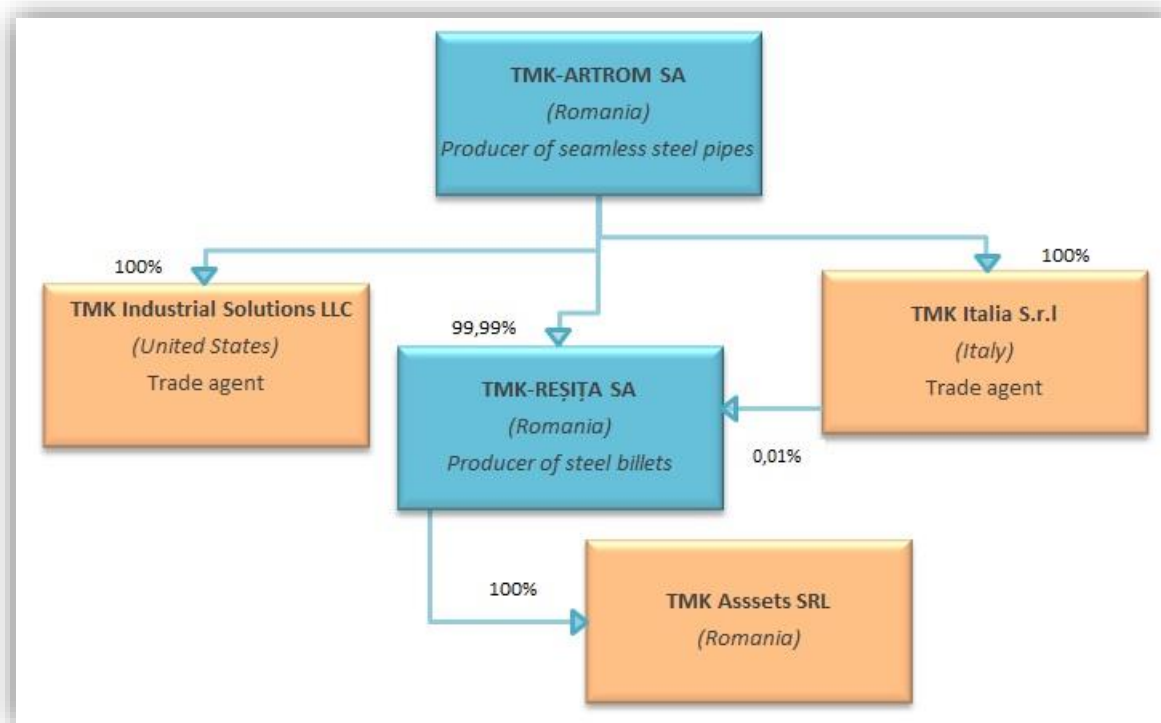 TMK-ARTROM SA
(Romania)
Producer of seamless steel pipes
100%
100%
TMK Industrial Solutions LLC
(United States)
Trade agent
TMK Italia S.r.l
(Italy)
Trade agent
99,99%
TMK-REȘIȚA SA
(Romania)
Producer of steel billets
0,01%
100%
TMK Asssets SRL
(Romania)